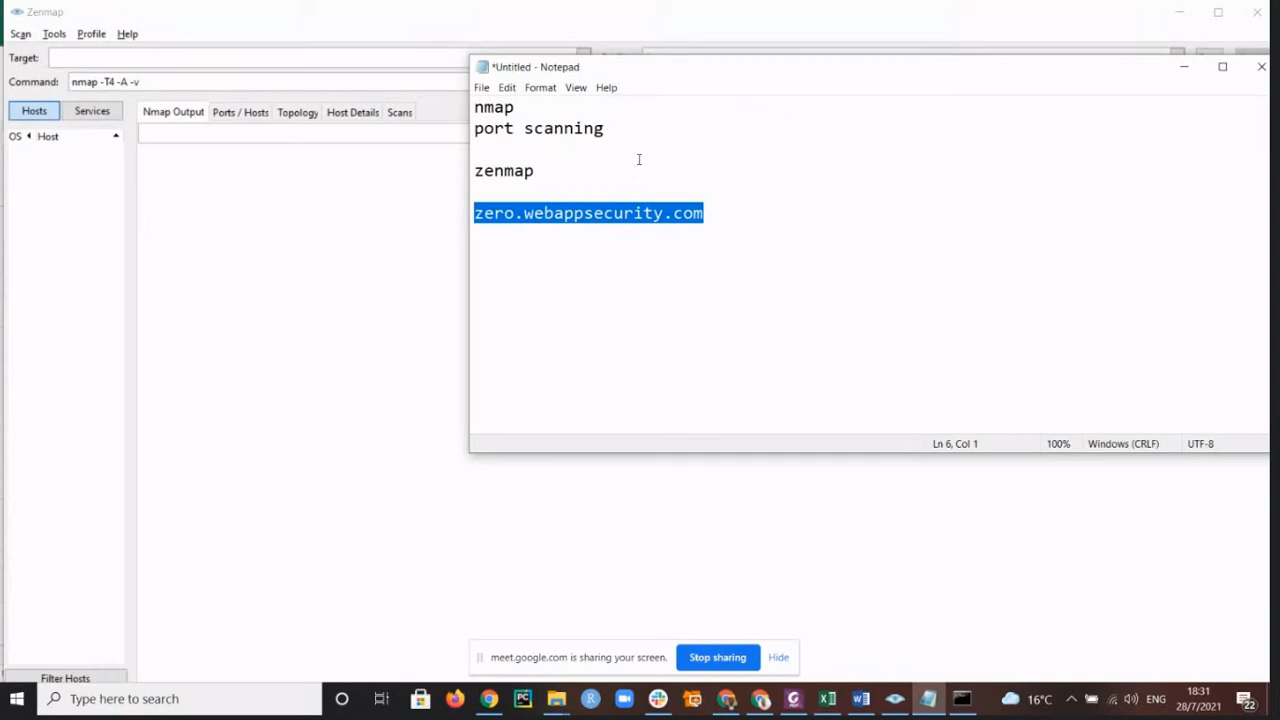 Zenmap
Scan Tools Profile Help
Target:
Command: nmap -T4 -A -v
Hosts Services
OS Host
Nmap Output Ports / Hosts Topology Host Details Scans
*Untitled - Notepad
File Edit Format View Help
nmap
port scanning
zenmap
zero.webappsecurity.com
Ln 6, Col 1 100% Windows (CRLF) UTF-8
meet.google.com is sharing your screen. Stop sharing Hide
Filter Hosts
Type here to search
16°C ENG
18:31
28/7/2021
22